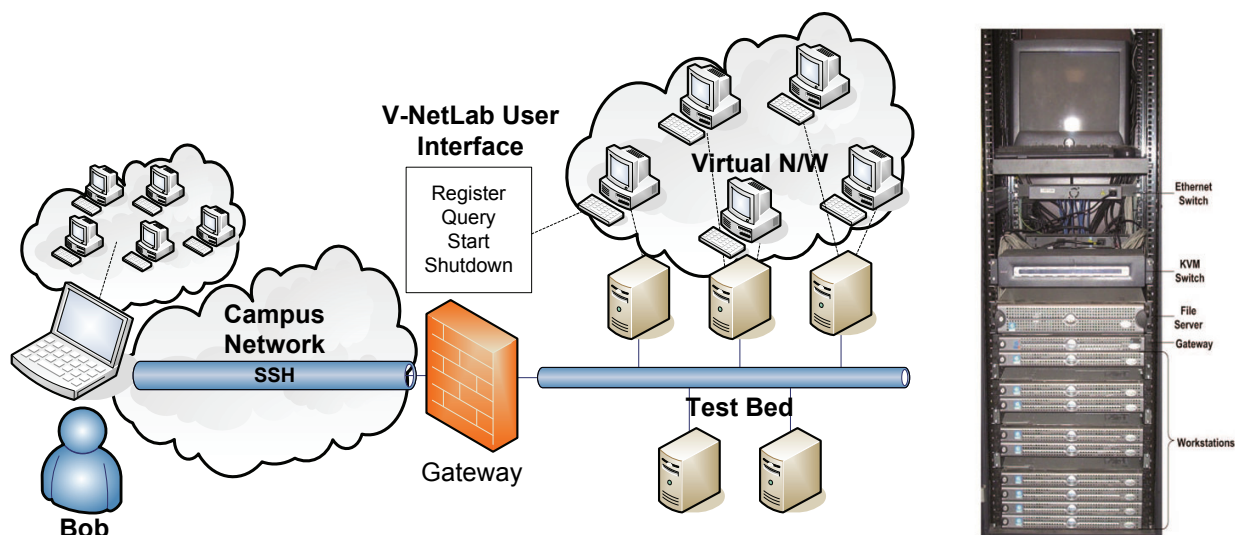 V-NetLab User
Interface
Register
Query
Start
Shutdown
Virtual N/W
Campus
Network
SSH
Gateway
Test Bed
Bob
Ethernet
Switch
KVM
Switch
File
Server
Gateway
Workstations